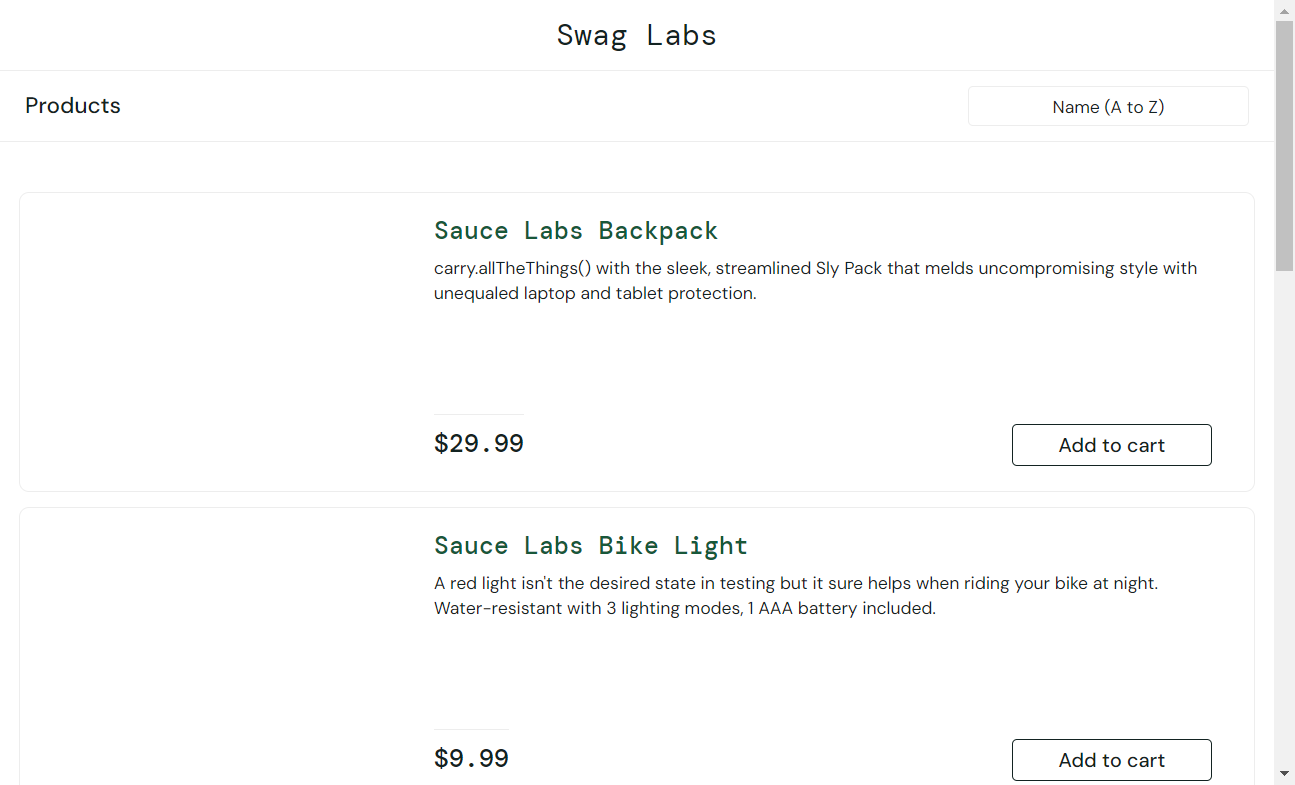 Swag Labs
Products
Name (A to Z)
Sauce Labs Backpack
carry.allTheThings() with the sleek, streamlined Sly Pack that melds uncompromising style with
unequaled laptop and tablet protection.
$29.99
Add to cart
Sauce Labs Bike Light
A red light isn't the desired state in testing but it sure helps when riding your bike at night.
Water-resistant with 3 lighting modes, 1 AAA battery included.
$9.99
Add to cart